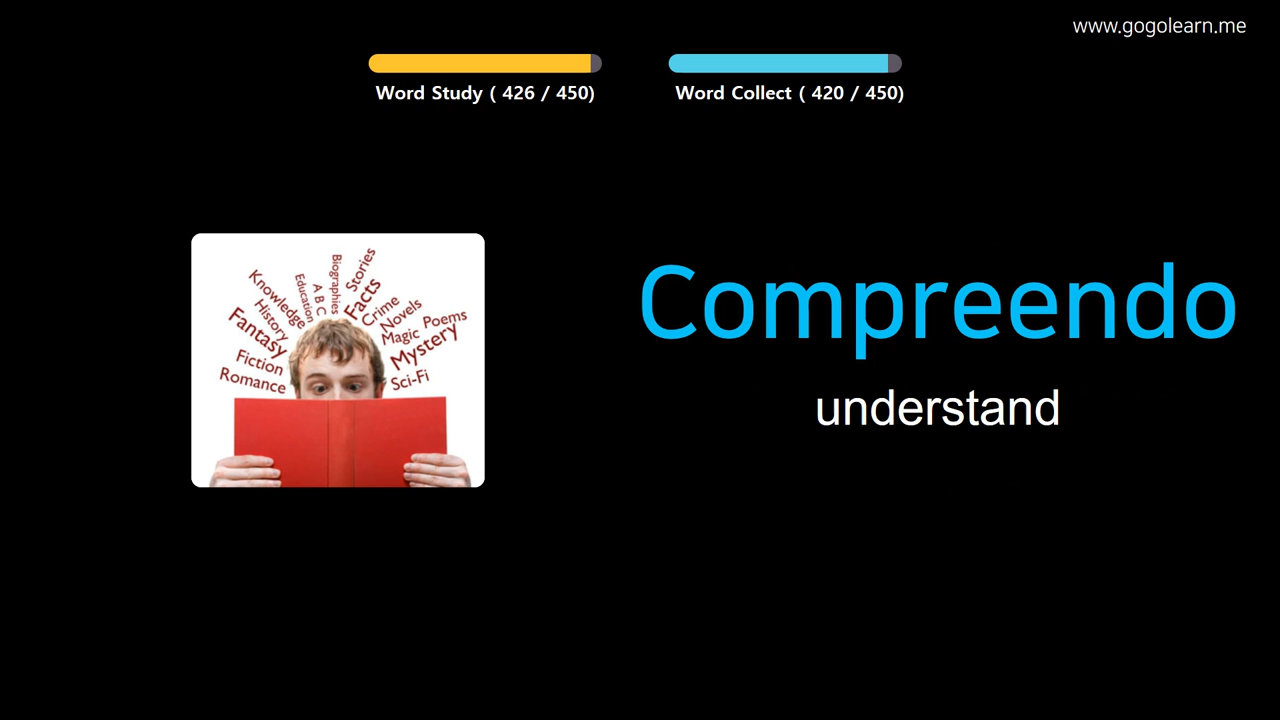 www.gogolearn.me
Word Study ( 426 / 450)
Word Collect ( 420 / 450)
Compreendo
understand
Knowledge
History
Fantasy
Fiction
Romance
Education
A B C
Biographies
Stories
Facts
Crime
Novels
Magic
Poems
Mystery
Sci-Fi